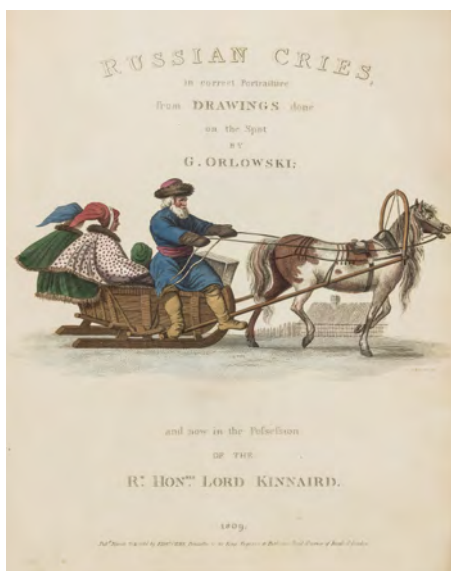 RUSSIAN CRIES,
in correct Portraiture
from DRAWINGS done
on the Spot
BY
G. ORLOWSKI;
and now in the Possession
OF THE
Rt. HONble LORD KINNAIRD.
1809.